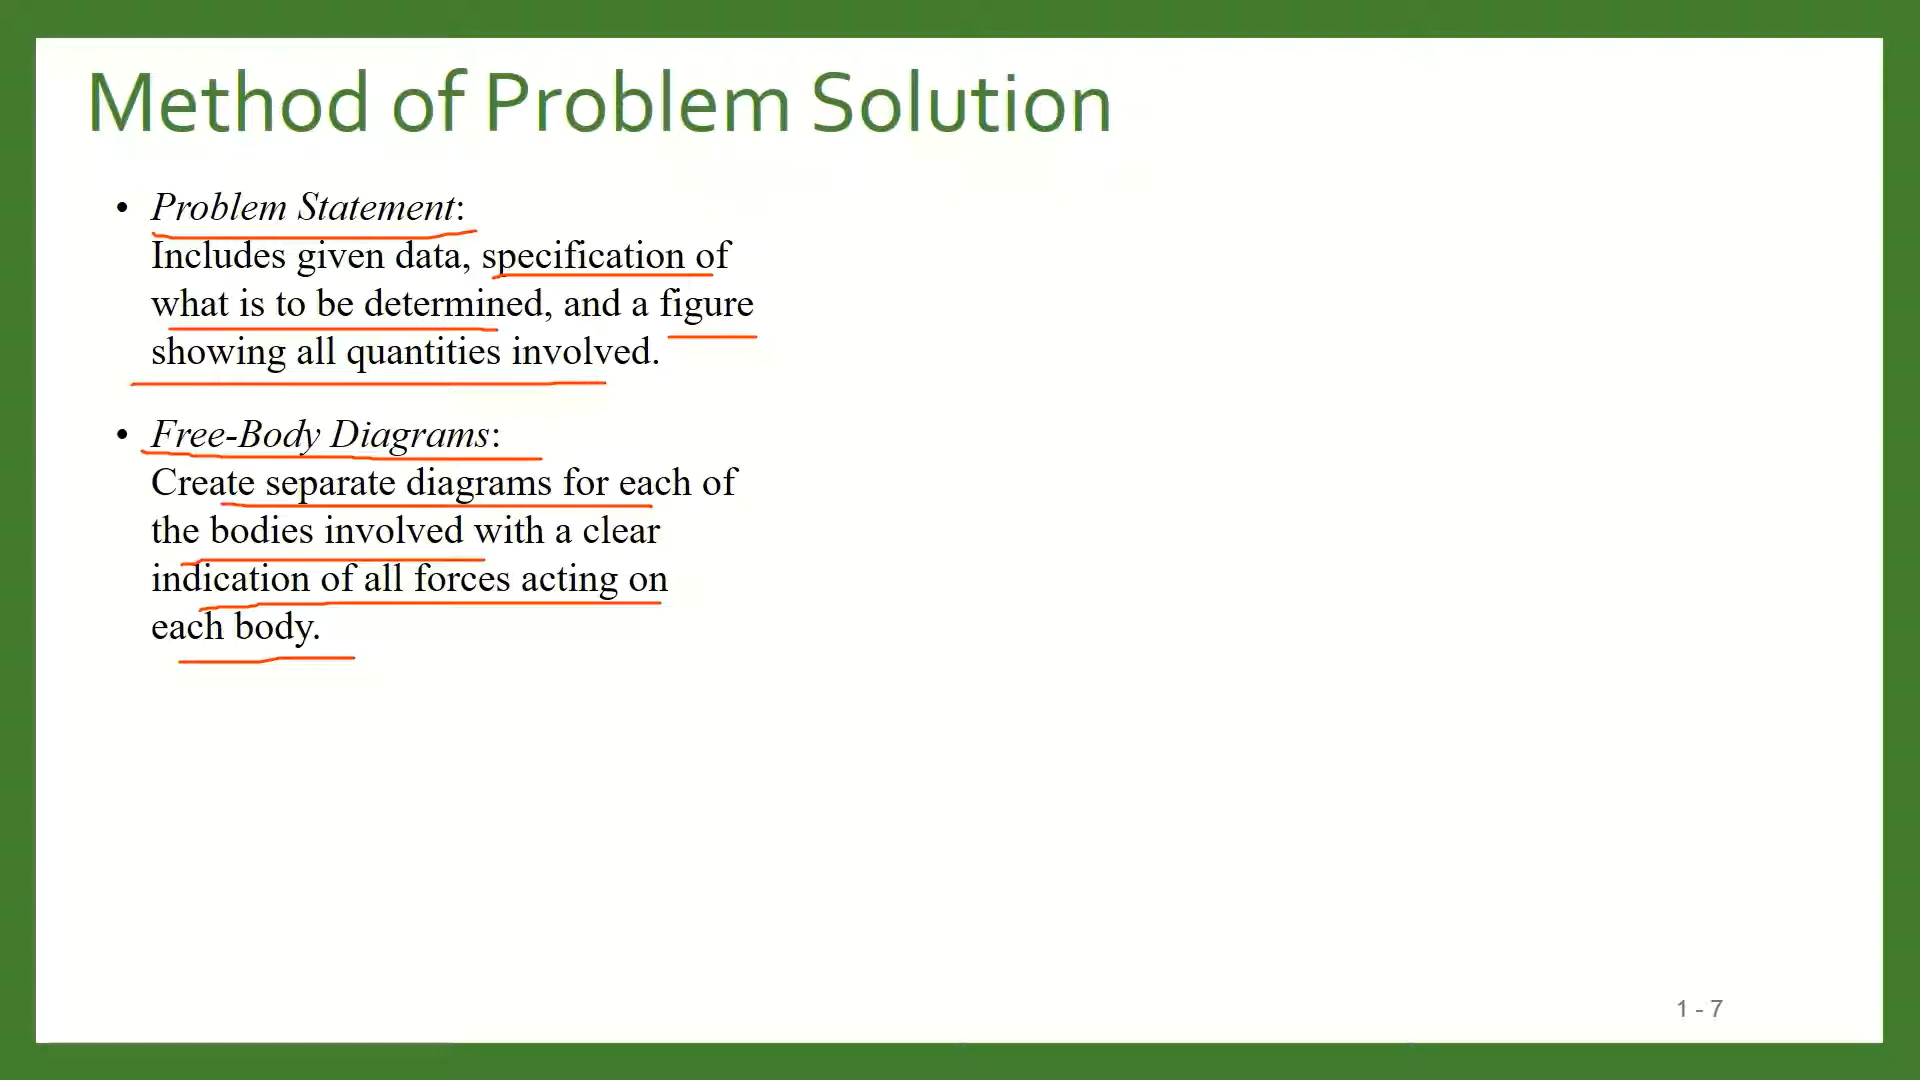 Method of Problem Solution
• Problem Statement:
Includes given data, specification of
what is to be determined, and a figure
showing all quantities involved.
• Free-Body Diagrams:
Create separate diagrams for each of
the bodies involved with a clear
indication of all forces acting on
each body.
1 - 7